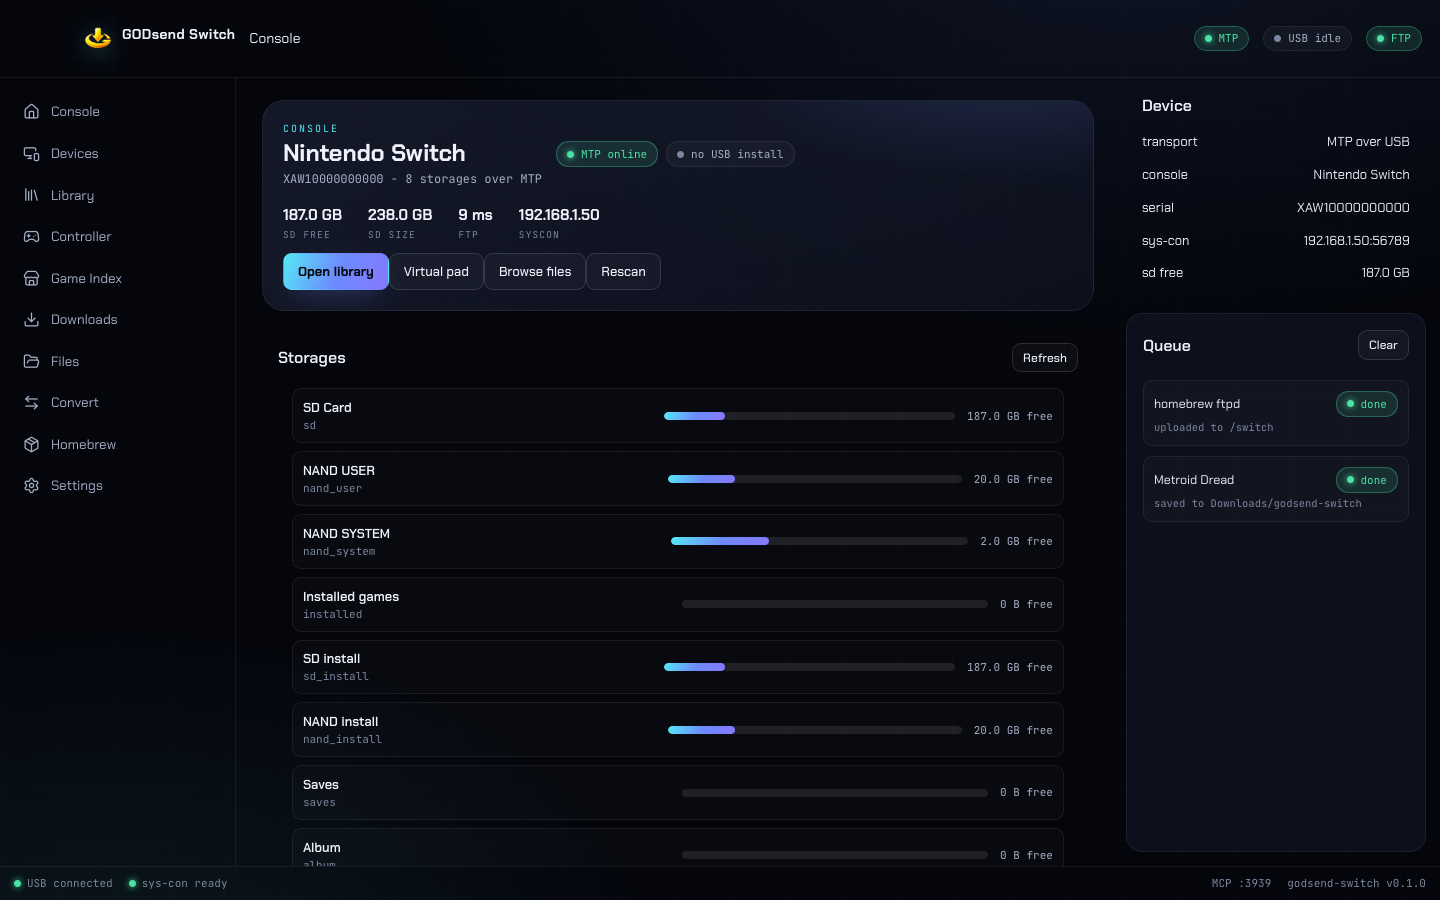 GODsend Switch
Console
MTP
USB idle
FTP
Console
Devices
Library
Controller
Game Index
Downloads
Files
Convert
Homebrew
Settings
CONSOLE
Nintendo Switch
MTP online
no USB install
XAW10000000000 - 8 storages over MTP
187.0 GB
SD FREE
238.0 GB
SD SIZE
9 ms
FTP
192.168.1.50
SYSCON
Open library
Virtual pad
Browse files
Rescan
Storages
Refresh
SD Card
sd
187.0 GB free
NAND USER
nand_user
20.0 GB free
NAND SYSTEM
nand_system
2.0 GB free
Installed games
installed
0 B free
SD install
sd_install
187.0 GB free
NAND install
nand_install
20.0 GB free
Saves
saves
0 B free
Album
album
0 B free
Device
transport MTP over USB
console Nintendo Switch
serial XAW10000000000
sys-con 192.168.1.50:56789
sd free 187.0 GB
Queue
Clear
homebrew ftpd
done
uploaded to /switch
Metroid Dread
done
saved to Downloads/godsend-switch
USB connected
sys-con ready
MCP :3939
godsend-switch v0.1.0